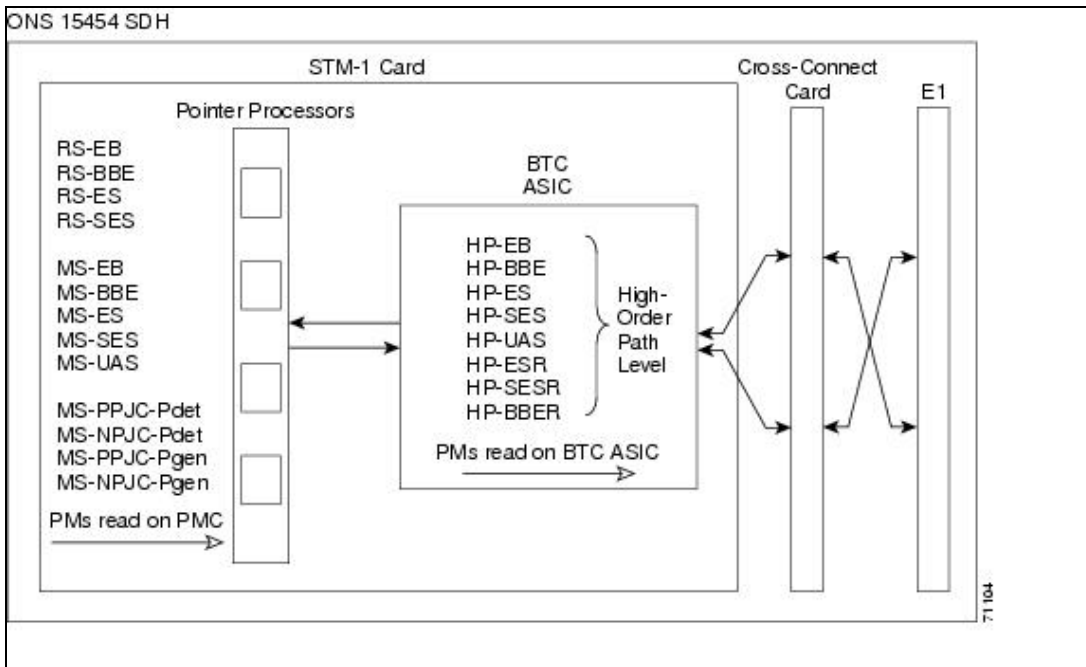 ONS 15454 SDH
STM-1 Card
Cross-Connect
Card
E1
Pointer Processors
RS-EB
RS-BBE
RS-ES
RS-SES
MS-EB
MS-BBE
MS-ES
MS-SES
MS-UAS
MS-PPJC-Pdet
MS-NPJC-Pdet
MS-PPJC-Pgen
MS-NPJC-Pgen
PMs read on PMC
BTC
ASIC
HP-EB
HP-BBE
HP-ES
HP-SES
HP-UAS
HP-ESR
HP-SESR
HP-BBER
High-
Order
Path
Level
PMs read on BTC ASIC
71104